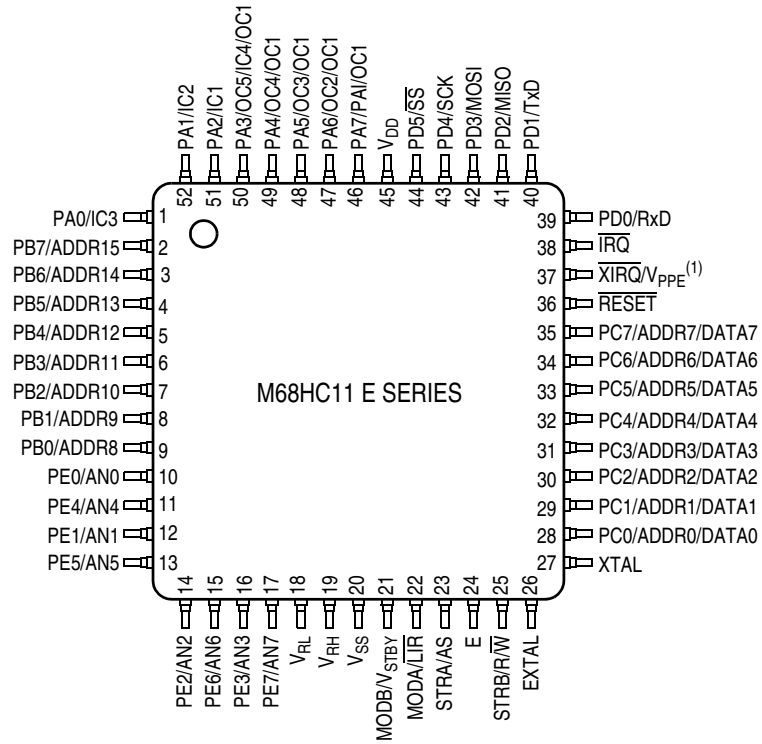 PA1/IC2
PA2/IC1
PA3/OC5/IC4/OC1
PA4/OC4/OC1
PA5/OC3/OC1
PA6/OC2/OC1
PA7/PAI/OC1
VDD
PD5/S̅S̅
PD4/SCK
PD3/MOSI
PD2/MISO
PD1/TxD
52 51 50 49 48 47 46 45 44 43 42 41 40
PA0/IC3 1
PB7/ADDR15 2
PB6/ADDR14 3
PB5/ADDR13 4
PB4/ADDR12 5
PB3/ADDR11 6
PB2/ADDR10 7
PB1/ADDR9 8
PB0/ADDR8 9
PE0/AN0 10
PE4/AN4 11
PE1/AN1 12
PE5/AN5 13
M68HC11 E SERIES
39 PD0/RxD
38 I̅R̅Q̅
37 X̅I̅R̅Q̅/VPPE(1)
36 R̅E̅S̅E̅T̅
35 PC7/ADDR7/DATA7
34 PC6/ADDR6/DATA6
33 PC5/ADDR5/DATA5
32 PC4/ADDR4/DATA4
31 PC3/ADDR3/DATA3
30 PC2/ADDR2/DATA2
29 PC1/ADDR1/DATA1
28 PC0/ADDR0/DATA0
27 XTAL
14 15 16 17 18 19 20 21 22 23 24 25 26
PE2/AN2
PE6/AN6
PE3/AN3
PE7/AN7
VRL
VRH
VSS
MODB/VSTBY
MODA/L̅I̅R̅
STRA/AS
E
STRB/R/W̅
EXTAL